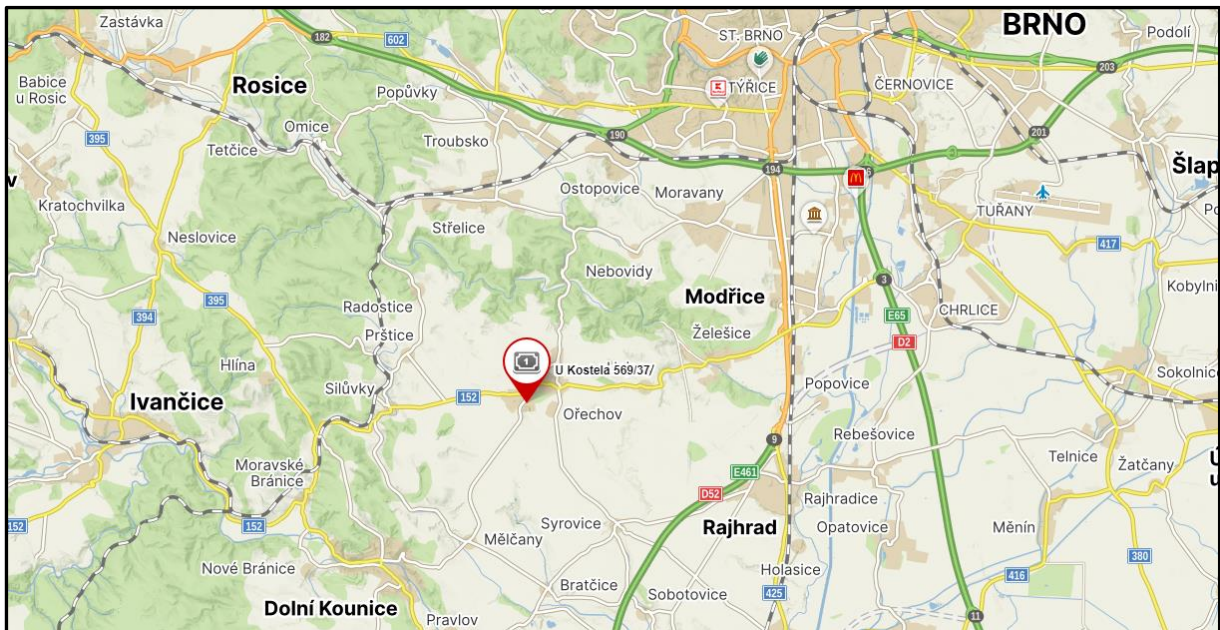 Zastávka
BRNO
ST. BRNO
Podolí
182
602
203
Babice
u Rosic
Rosice
Popůvky
TÝŘICE
ČERNOVICE
Omice
395
Tetčice
Troubsko
190
201
3
194
Šlap
v
Kratochvilka
Ostopovice
Moravany
TUŘANY
Neslovice
Střelice
417
Nebovidy
3
Kobylni
395
Radostice
Modřice
394
E65
CHRLICE
Prštice
Želešice
D2
Hlína
1
U Kostela 569/37/
Sokolnic
Silůvky
152
Popovice
Ivančice
Ořechov
Rebešovice
9
Telnice
Žatčany
Moravské
Bránice
E461
D52
Rajhradice
152
152
Syrovice
Rajhrad
Opatovice
Měnín
Mělčany
380
Nové Bránice
Holasice
416
Bratčice
Sobotovice
425
Dolní Kounice
11
Pravlov